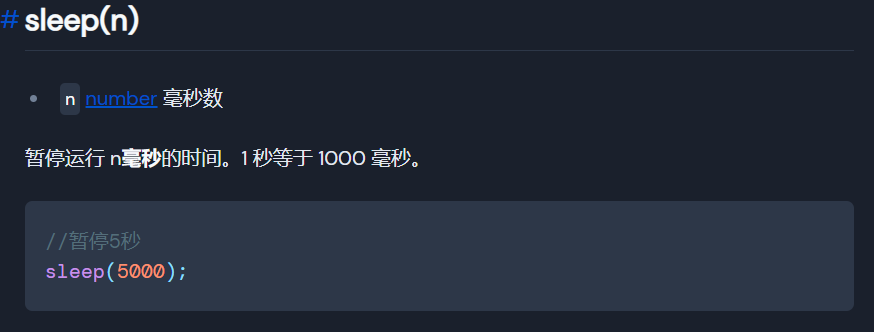 # sleep(n)
• n number 毫秒数
暂停运行 n毫秒的时间。1 秒等于 1000 毫秒。
//暂停5秒
sleep(5000);